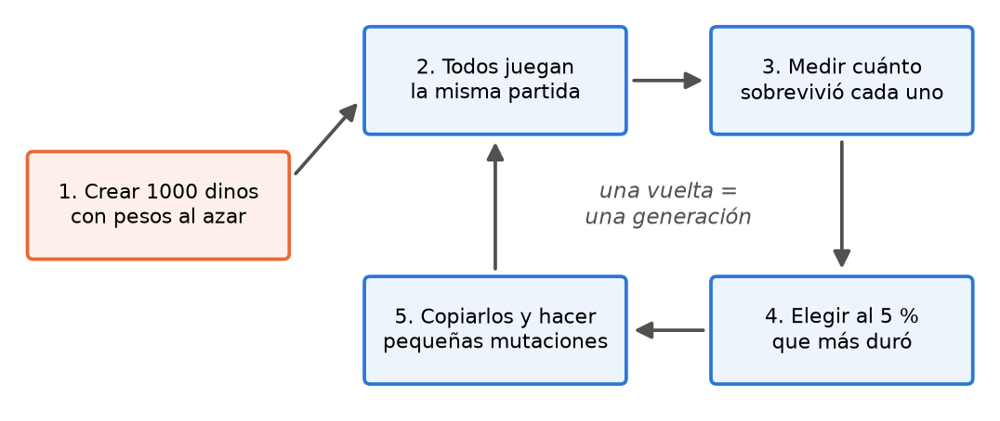 1. Crear 1000 dinos
con pesos al azar
2. Todos juegan
la misma partida
3. Medir cuánto
sobrevivió cada uno
4. Elegir al 5 %
que más duró
5. Copiarlos y hacer
pequeñas mutaciones
una vuelta =
una generación